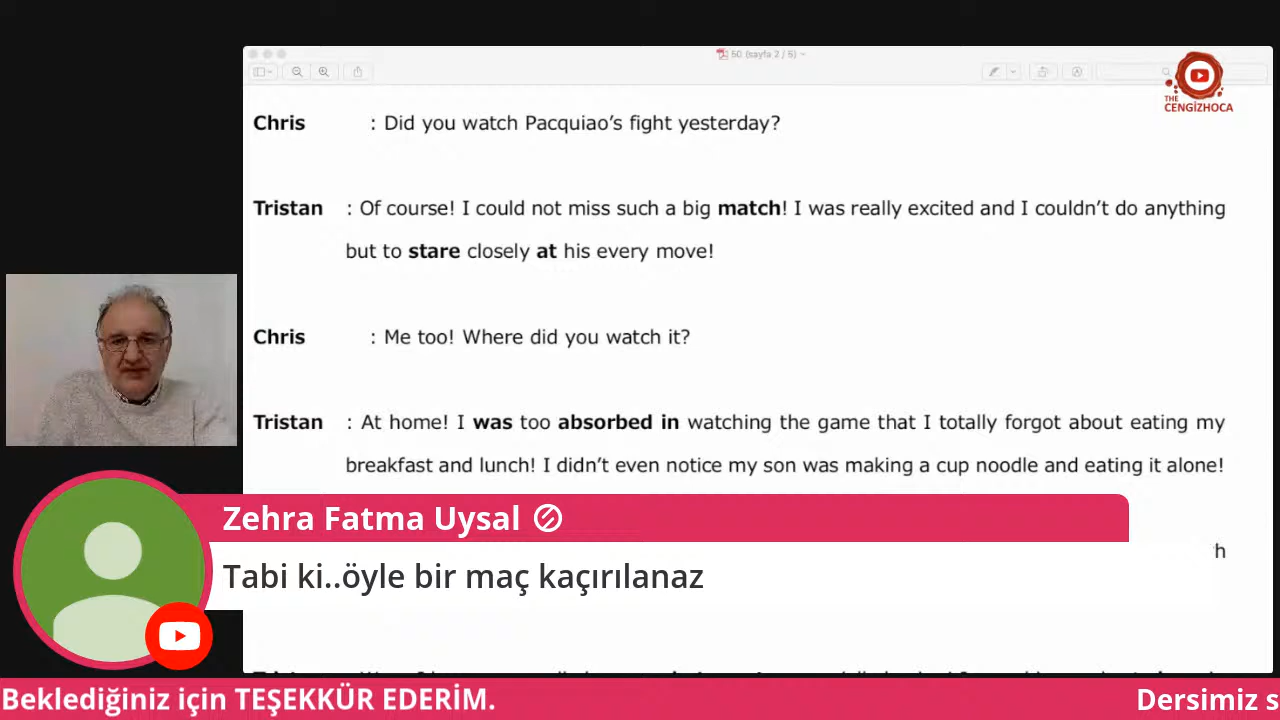 50 (sayfa 2 / 5)
THE
CENGİZHOCA
Chris : Did you watch Pacquiao’s fight yesterday?
Tristan : Of course! I could not miss such a big match! I was really excited and I couldn’t do anything
but to stare closely at his every move!
Chris : Me too! Where did you watch it?
Tristan : At home! I was too absorbed in watching the game that I totally forgot about eating my
breakfast and lunch! I didn’t even notice my son was making a cup noodle and eating it alone!
Zehra Fatma Uysal
Tabi ki..öyle bir maç kaçırılanaz
Beklediğiniz için TEŞEKKÜR EDERİM.
Dersimiz s